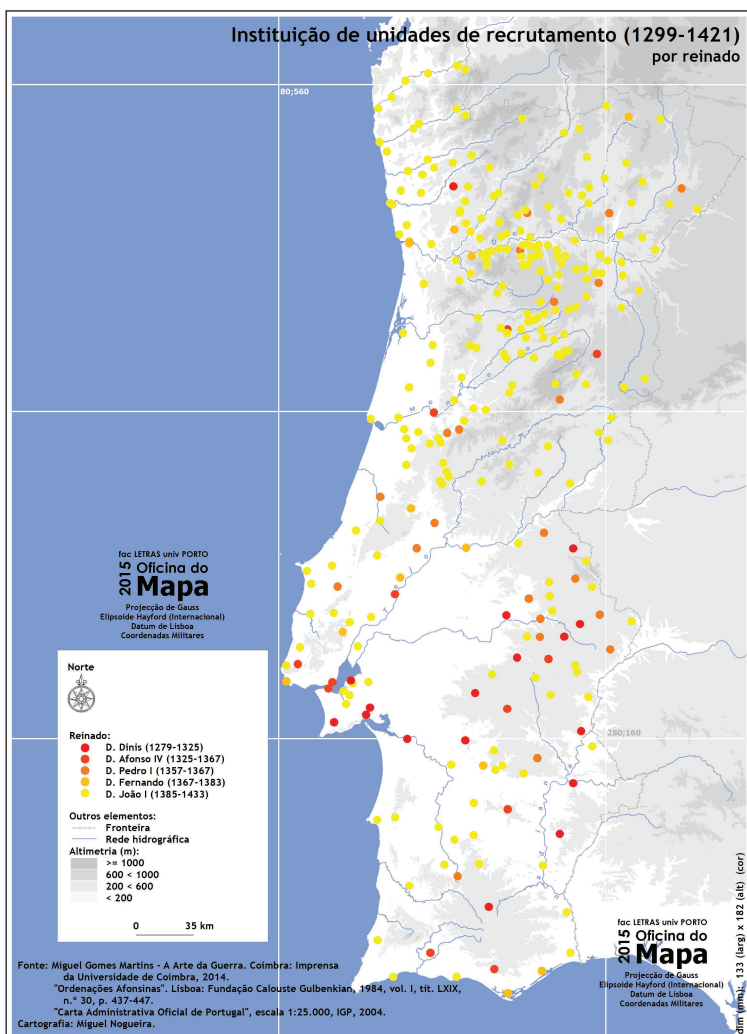 Instituição de unidades de recrutamento (1299-1421)
por reinado
80;560
fac LETRAS univ PORTO
2015 Oficina do
Mapa
Projecção de Gauss
Elipsoide Hayford (Internacional)
Datum de Lisboa
Coordenadas Militares
Norte
280;160
Reinado:
D. Dinis (1279-1325)
D. Afonso IV (1325-1367)
D. Pedro I (1357-1367)
D. Fernando (1367-1383)
D. João I (1385-1433)
Outros elementos:
Fronteira
Rede hidrográfica
Altimetria (m):
>= 1000
600 < 1000
200 < 600
< 200
0 35 km
fac LETRAS univ PORTO
2015 Oficina do
Mapa
Projecção de Gauss
Elipsoide Hayford (Internacional)
Datum de Lisboa
Coordenadas Militares
Fonte: Miguel Gomes Martins - A Arte da Guerra. Coimbra: Imprensa
da Universidade de Coimbra, 2014.
"Ordenações Afonsinas". Lisboa: Fundação Calouste Gulbenkian, 1984, vol. I, tít. LXIX,
n.º 30, p. 437-447.
"Carta Administrativa Oficial de Portugal", escala 1:25.000, IGP, 2004.
Cartografia: Miguel Nogueira.
dim (mm): 133 (larg) x 182 (alt) (cor)